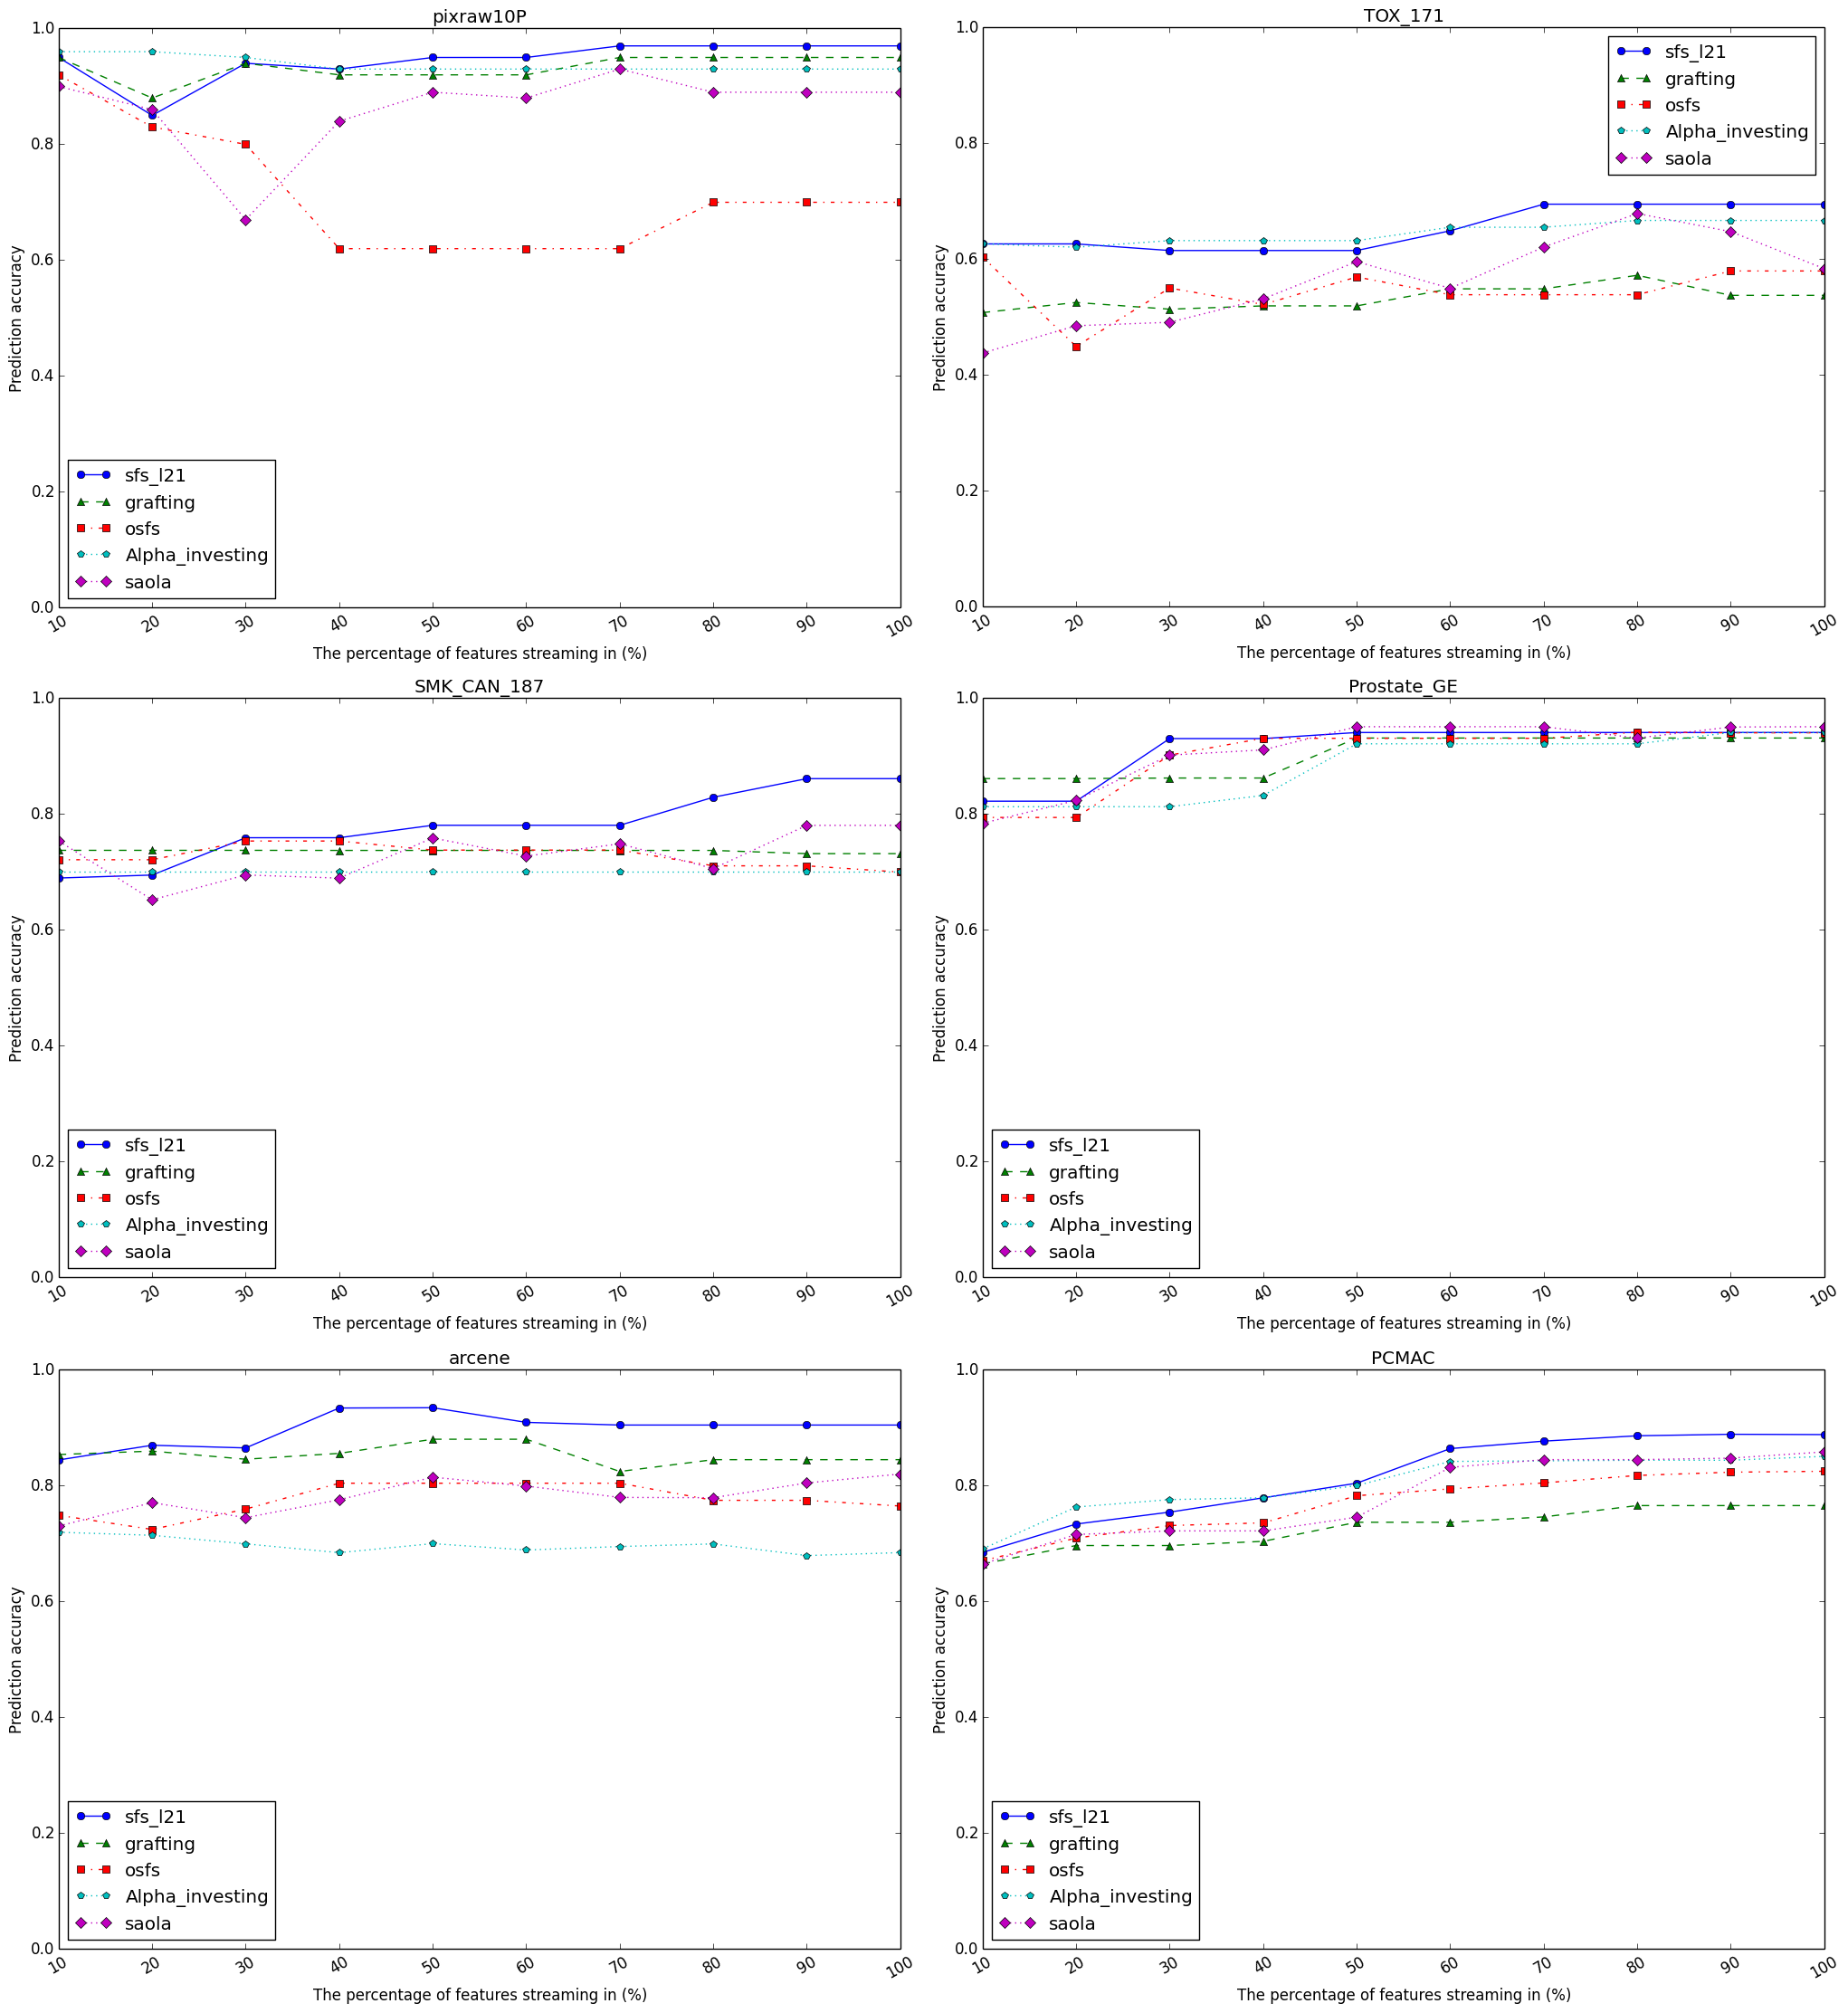 pixraw10P
1.0
0.8
0.6
0.4
0.2
0.0
Prediction accuracy
sfs_l21
grafting
osfs
Alpha_investing
saola
10 20 30 40 50 60 70 80 90 100
The percentage of features streaming in (%)
TOX_171
1.0
0.8
0.6
0.4
0.2
0.0
Prediction accuracy
sfs_l21
grafting
osfs
Alpha_investing
saola
10 20 30 40 50 60 70 80 90 100
The percentage of features streaming in (%)
SMK_CAN_187
1.0
0.8
0.6
0.4
0.2
0.0
Prediction accuracy
sfs_l21
grafting
osfs
Alpha_investing
saola
10 20 30 40 50 60 70 80 90 100
The percentage of features streaming in (%)
Prostate_GE
1.0
0.8
0.6
0.4
0.2
0.0
Prediction accuracy
sfs_l21
grafting
osfs
Alpha_investing
saola
10 20 30 40 50 60 70 80 90 100
The percentage of features streaming in (%)
arcene
1.0
0.8
0.6
0.4
0.2
0.0
Prediction accuracy
sfs_l21
grafting
osfs
Alpha_investing
saola
10 20 30 40 50 60 70 80 90 100
The percentage of features streaming in (%)
PCMAC
1.0
0.8
0.6
0.4
0.2
0.0
Prediction accuracy
sfs_l21
grafting
osfs
Alpha_investing
saola
10 20 30 40 50 60 70 80 90 100
The percentage of features streaming in (%)